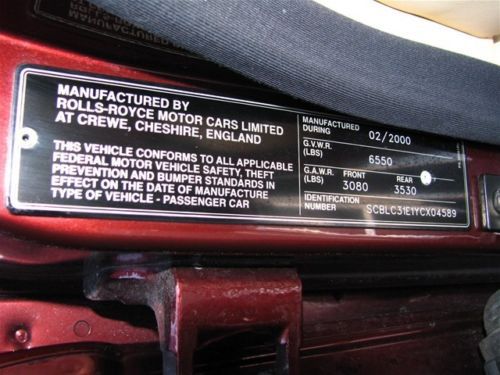 MANUFACTURED BY
ROLLS-ROYCE MOTOR CARS LIMITED
AT CREWE, CHESHIRE, ENGLAND
THIS VEHICLE CONFORMS TO ALL APPLICABLE
FEDERAL MOTOR VEHICLE SAFETY, THEFT
PREVENTION AND BUMPER STANDARDS IN
EFFECT ON THE DATE OF MANUFACTURE
TYPE OF VEHICLE - PASSENGER CAR
MANUFACTURED
DURING 02/2000
G.V.W.R.
(LBS) 6550
G.A.W.R. FRONT REAR
(LBS) 3080 3530
IDENTIFICATION
NUMBER SCBLC31E1YCX04589